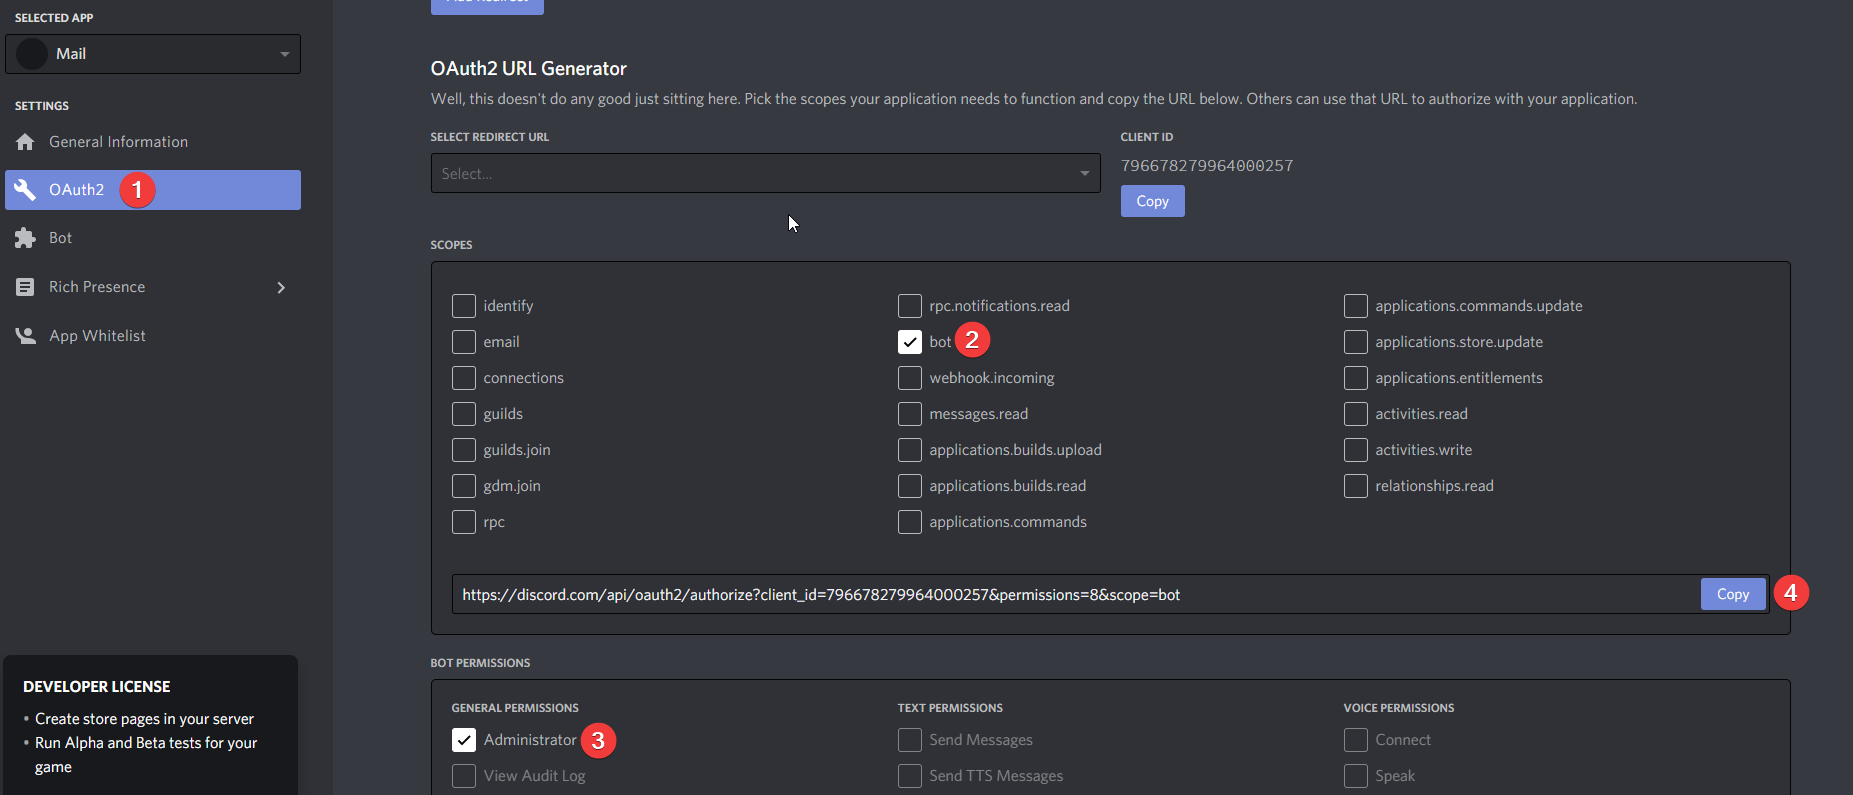 SELECTED APP
Mail
SETTINGS
General Information
OAuth2 1
Bot
Rich Presence
App Whitelist
DEVELOPER LICENSE
• Create store pages in your server
• Run Alpha and Beta tests for your
game
Add Redirect
OAuth2 URL Generator
Well, this doesn't do any good just sitting here. Pick the scopes your application needs to function and copy the URL below. Others can use that URL to authorize with your application.
SELECT REDIRECT URL
Select...
CLIENT ID
796678279964000257
Copy
SCOPES
identify
email
connections
guilds
guilds.join
gdm.join
rpc
rpc.notifications.read
bot 2
webhook.incoming
messages.read
applications.builds.upload
applications.builds.read
applications.commands
applications.commands.update
applications.store.update
applications.entitlements
activities.read
activities.write
relationships.read
https://discord.com/api/oauth2/authorize?client_id=796678279964000257&permissions=8&scope=bot
Copy 4
BOT PERMISSIONS
GENERAL PERMISSIONS
Administrator 3
View Audit Log
TEXT PERMISSIONS
Send Messages
Send TTS Messages
VOICE PERMISSIONS
Connect
Speak